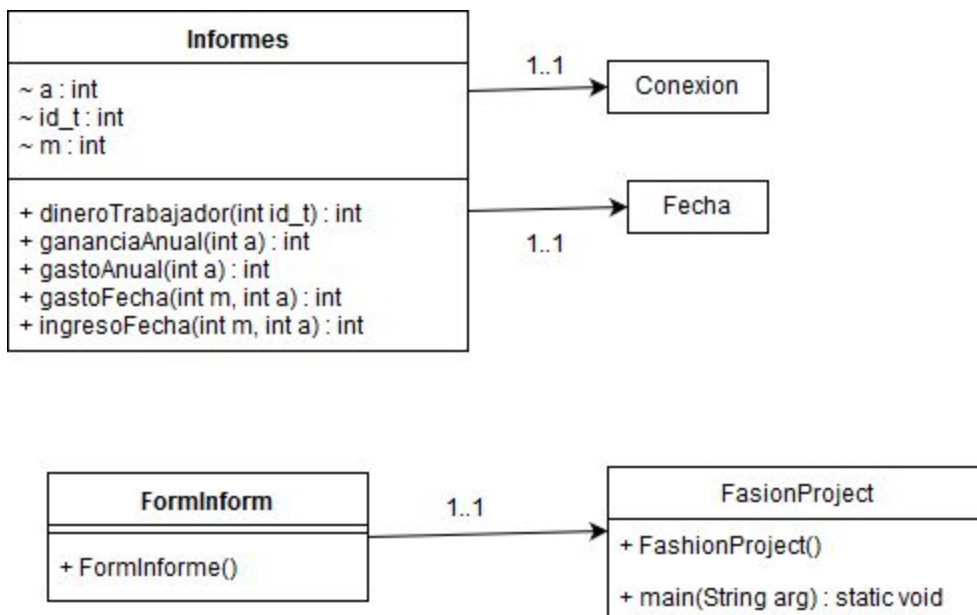 Informes
~ a : int
~ id_t : int
~ m : int
+ dineroTrabajador(int id_t) : int
+ gananciaAnual(int a) : int
+ gastoAnual(int a) : int
+ gastoFecha(int m, int a) : int
+ ingresoFecha(int m, int a) : int
1..1
Conexion
1..1
Fecha
FormInform
+ FormInforme()
1..1
FasionProject
+ FashionProject()
+ main(String arg) : static void